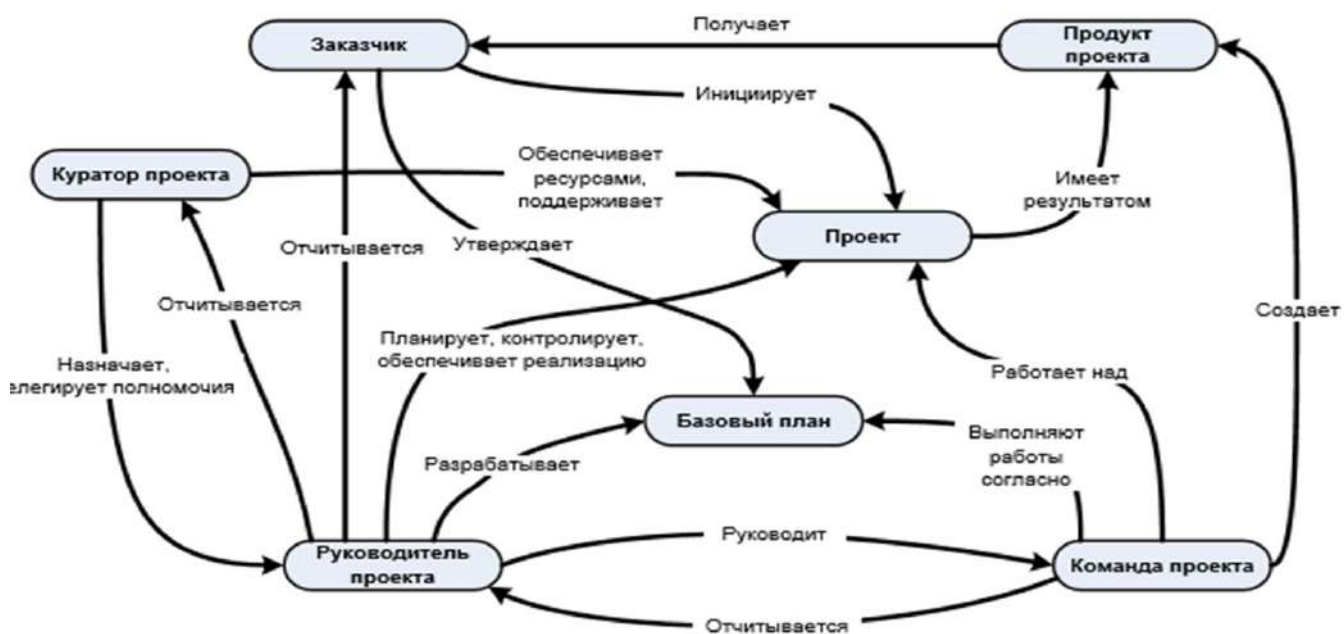 Получает
Заказчик
Продукт
проекта
Инициирует
Куратор проекта
Обеспечивает
ресурсами,
поддерживает
Имеет
результатом
Проект
Отчитывается
Утверждает
Отчитывается
Создает
Планирует, контролирует,
обеспечивает реализацию
Назначает,
елегирует полномочия
Работает над
Базовый план
Выполняют
работы
согласно
Разрабатывает
Руководит
Руководитель
проекта
Команда проекта
Отчитывается